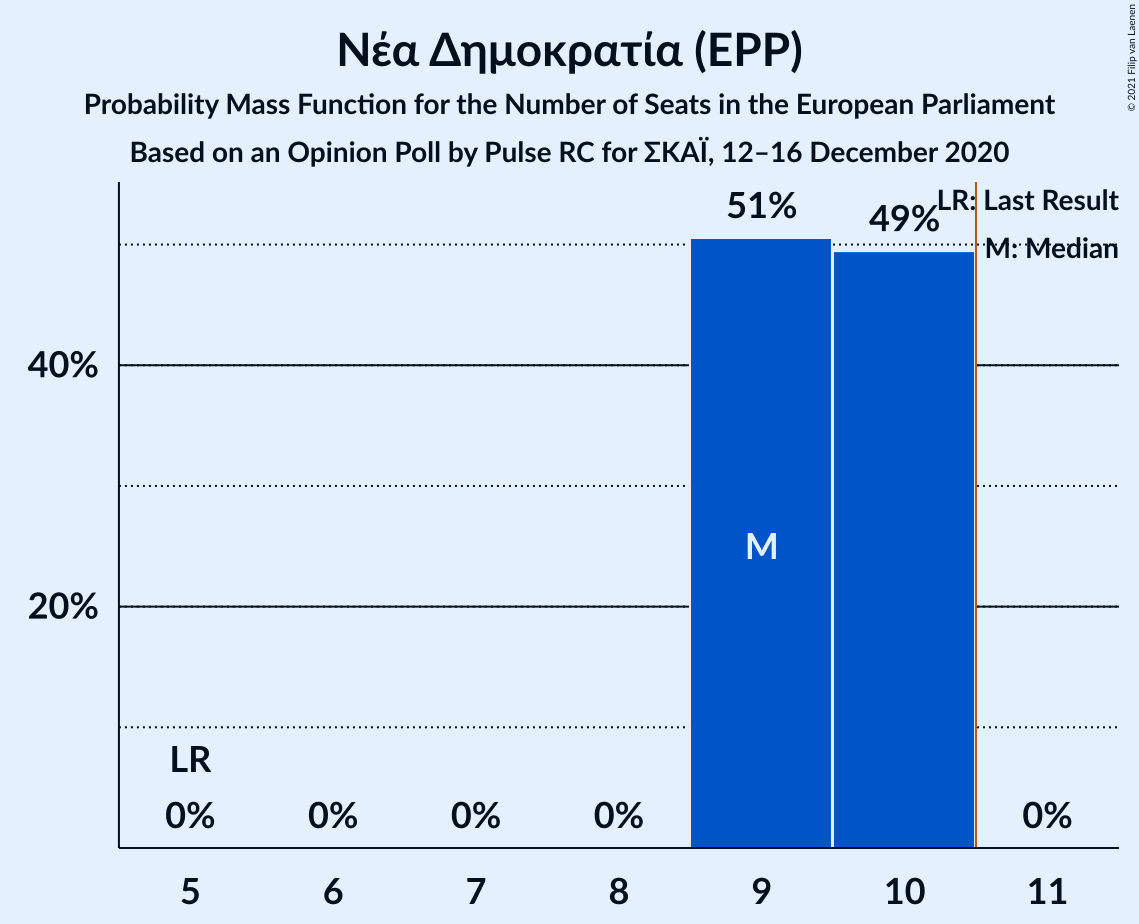 Νέα Δημοκρατία (EPP)
Probability Mass Function for the Number of Seats in the European Parliament
Based on an Opinion Poll by Pulse RC for ΣΚΑΪ, 12–16 December 2020
© 2021 Filip van Laenen
LR: Last Result
M: Median
51%
49%
40%
20%
M
LR
0%
0%
0%
0%
0%
5
6
7
8
9
10
11